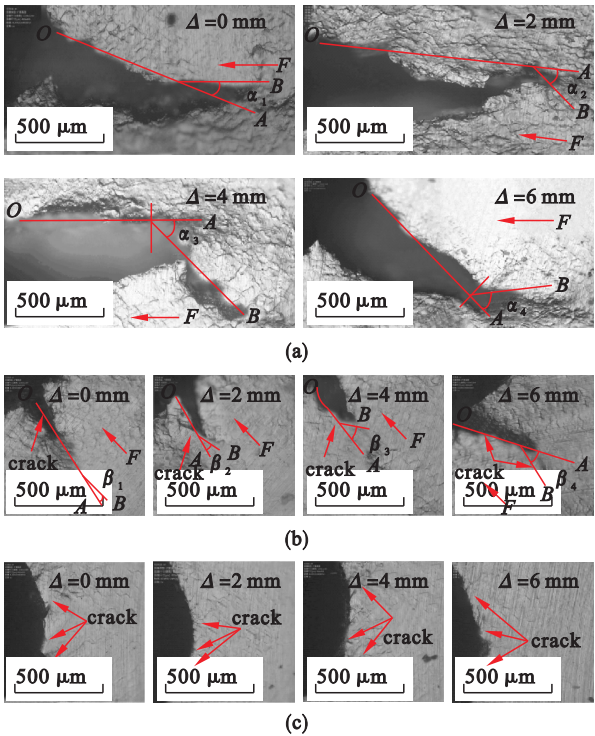 O Δ=0 mm
F
B
α₁
A
500 μm
O Δ=2 mm
A
α₂
B
F
500 μm
Δ=4 mm
O A
α₃
500 μm
F B
O Δ=6 mm
F
B
α₄
A
500 μm
(a)
O Δ=0 mm
F
crack
β₁
500 μm
A B
O Δ=2 mm
F
B
A
crack β₂
500 μm
O Δ=4 mm
B
F
β₃
crack A
500 μm
O Δ=6 mm
A
crack
β₄
500 μm
B
F
(b)
Δ=0 mm
crack
500 μm
Δ=2 mm
crack
500 μm
Δ=4 mm
crack
500 μm
Δ=6 mm
crack
500 μm
(c)